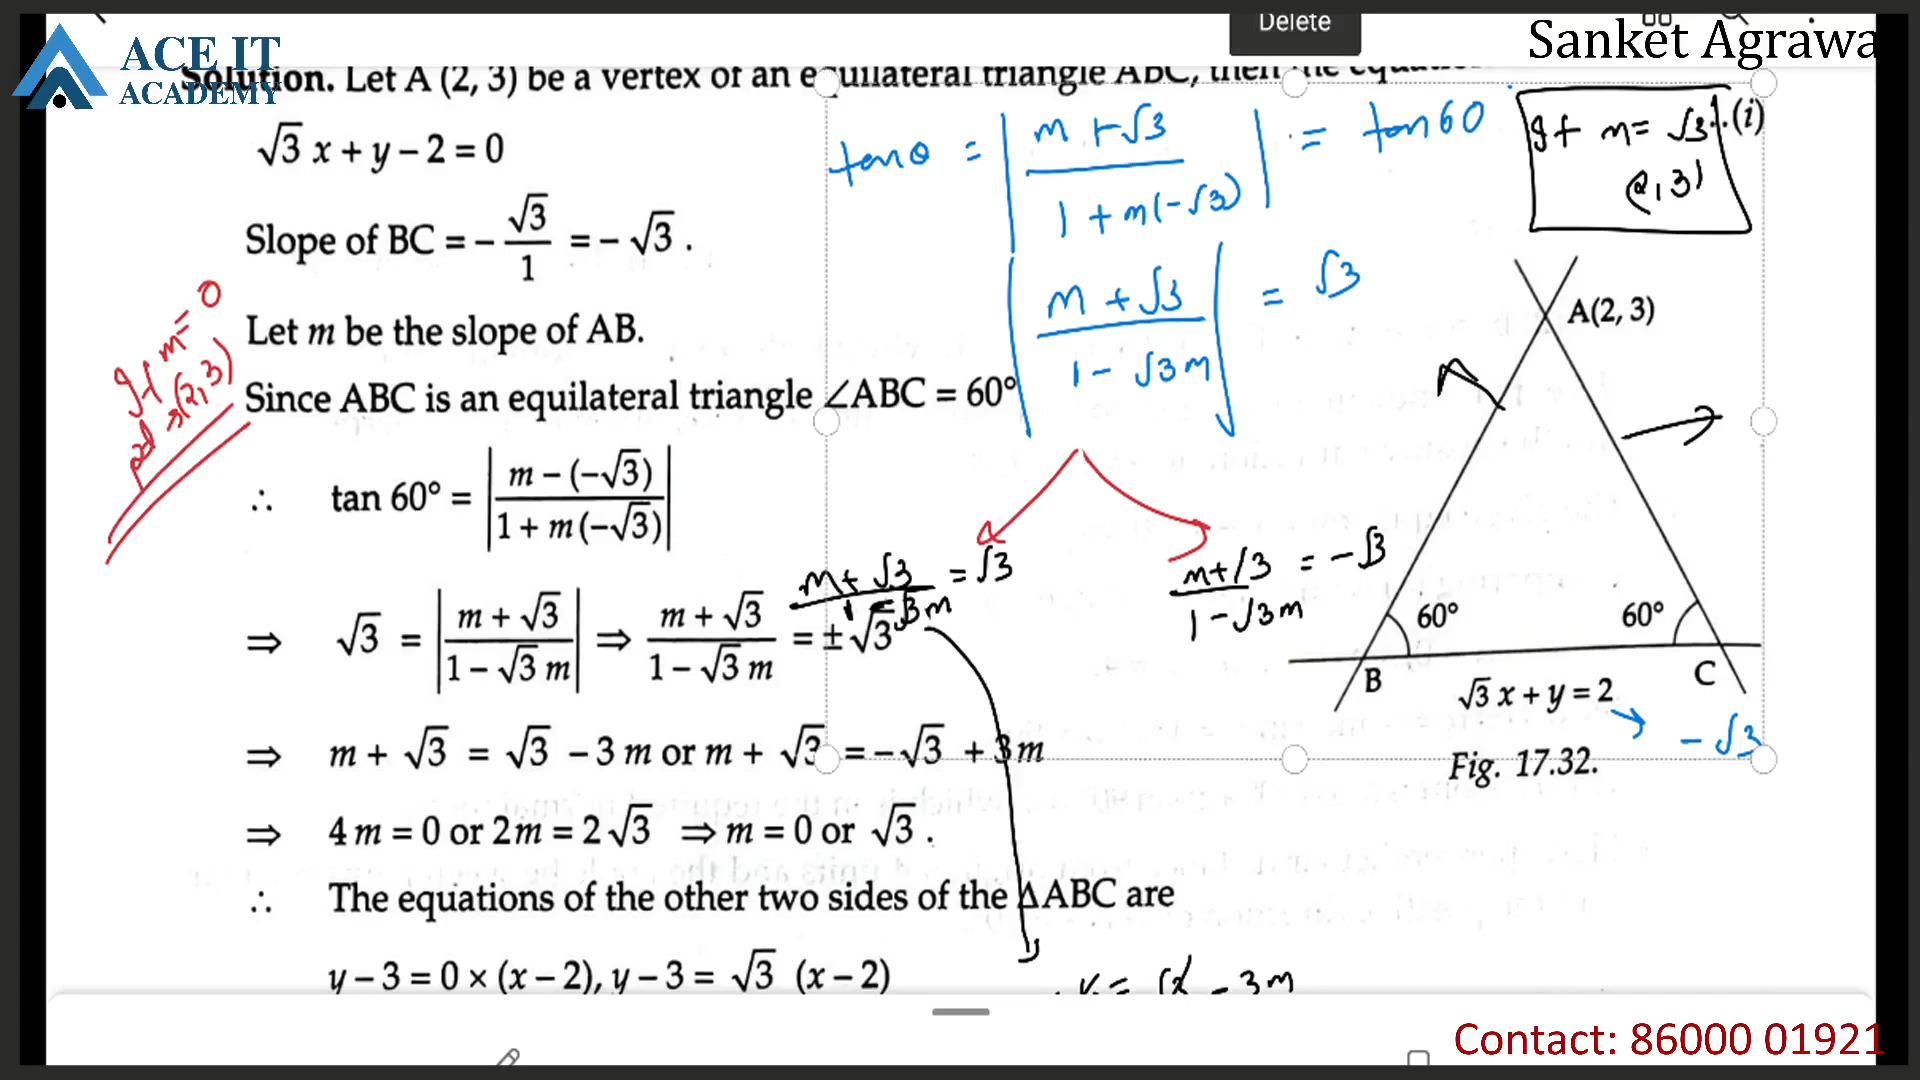 Delete
Sanket Agrawa
ACE IT
ACADEMY
Solution. Let A (2, 3) be a vertex of an equilateral triangle ABC, then the equation
√3 x + y − 2 = 0
...(i)
Slope of BC = − √3/1 = − √3 .
Let m be the slope of AB.
Since ABC is an equilateral triangle ∠ABC = 60°
∴ tan 60° = |m − (−√3) / 1 + m (−√3)|
⇒ √3 = |m + √3 / 1 − √3 m| ⇒ m + √3 / 1 − √3 m = ± √3
⇒ m + √3 = √3 − 3 m or m + √3 = − √3 + 3 m
⇒ 4 m = 0 or 2 m = 2 √3 ⇒ m = 0 or √3 .
∴ The equations of the other two sides of the ΔABC are
y − 3 = 0 × (x − 2), y − 3 = √3 (x − 2)
tan θ = |m + √3 / 1 + m(−√3)| = tan 60
|m + √3 / 1 − √3 m| = √3
m + √3 / 1 − √3 m = √3
m + √3 / 1 − √3 m = − √3
If m = √3
(2, 3)
If m = 0
(2, 3)
A(2, 3)
60°
60°
B
C
√3 x + y = 2
− √3
Fig. 17.32.
− 3m
Contact: 86000 01921